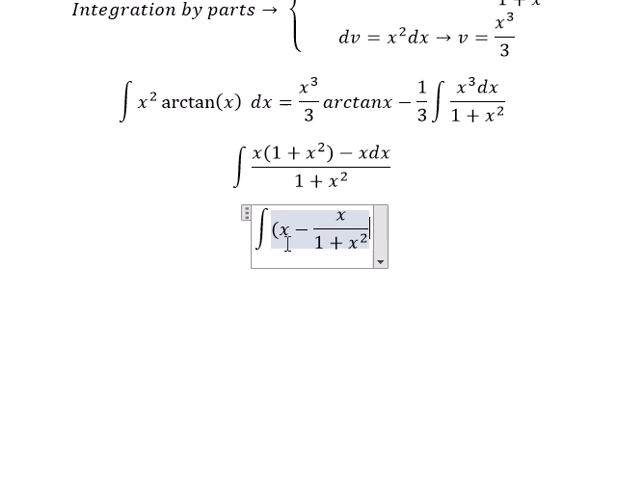 Integration by parts → {
1 + x
dv = x²dx → v = x³/3
∫ x² arctan(x) dx = x³/3 arctanx − 1/3 ∫ x³dx/(1 + x²)
∫ x(1 + x²) − xdx / 1 + x²
∫ (x − x/(1 + x²)